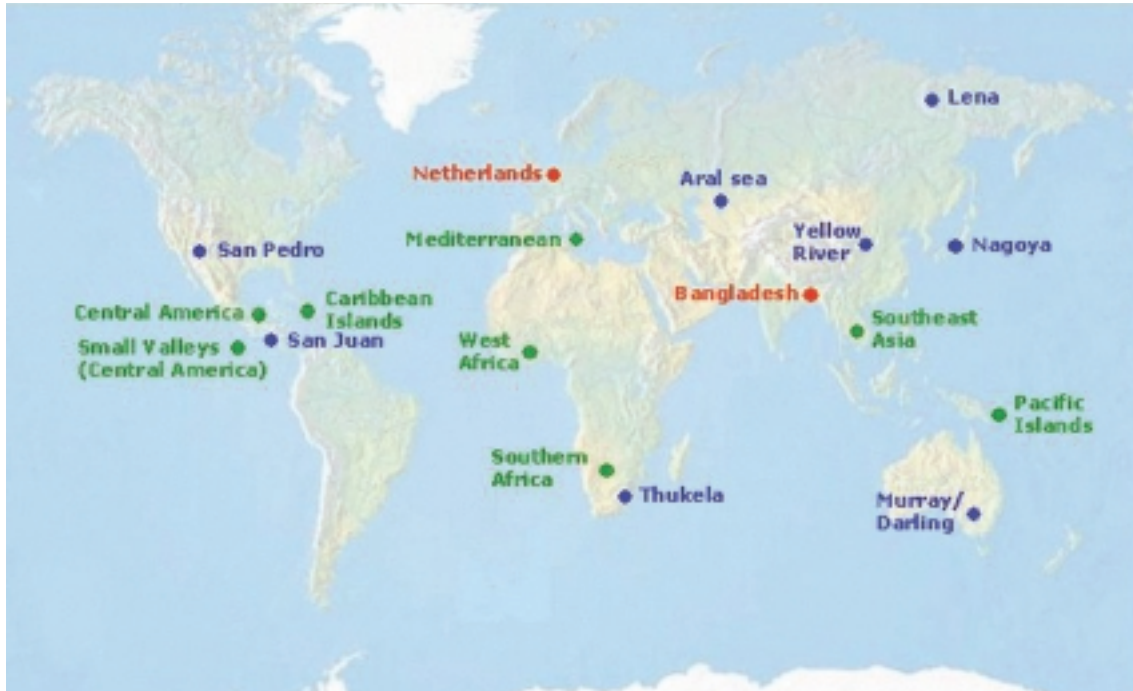 Lena
Netherlands
Aral sea
Mediterranean
Yellow
River
Nagoya
San Pedro
Bangladesh
Caribbean
Islands
Central America
Southeast
Asia
San Juan
Small Valleys
(Central America)
West
Africa
Pacific
Islands
Southern
Africa
Thukela
Murray/
Darling